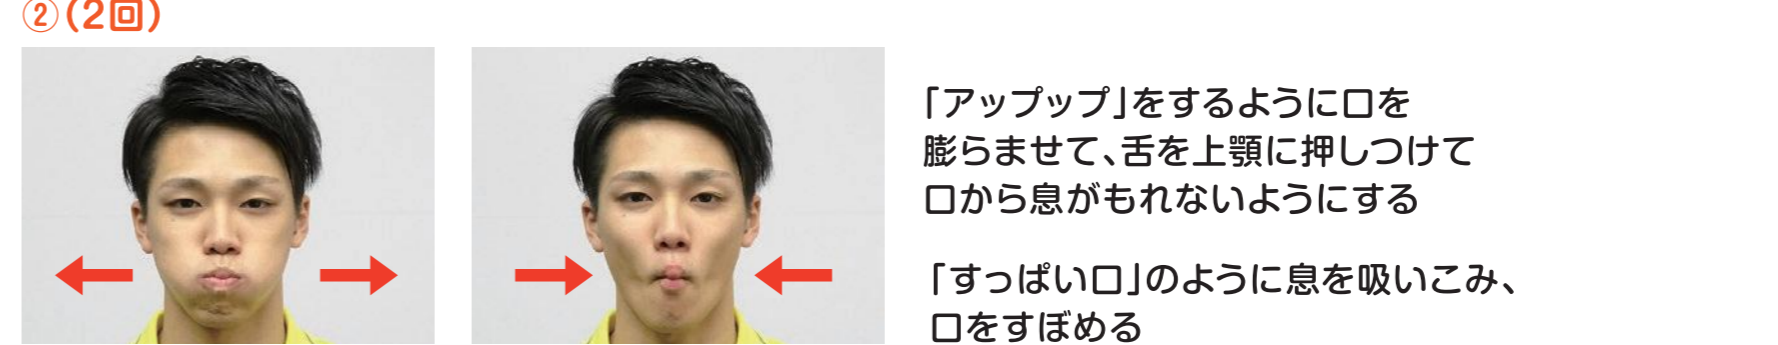 ②(2回)
「アップップ」をするように口を
膨らませて、舌を上顎に押しつけて
口から息がもれないようにする
「すっぱい口」のように息を吸いこみ、
口をすぼめる